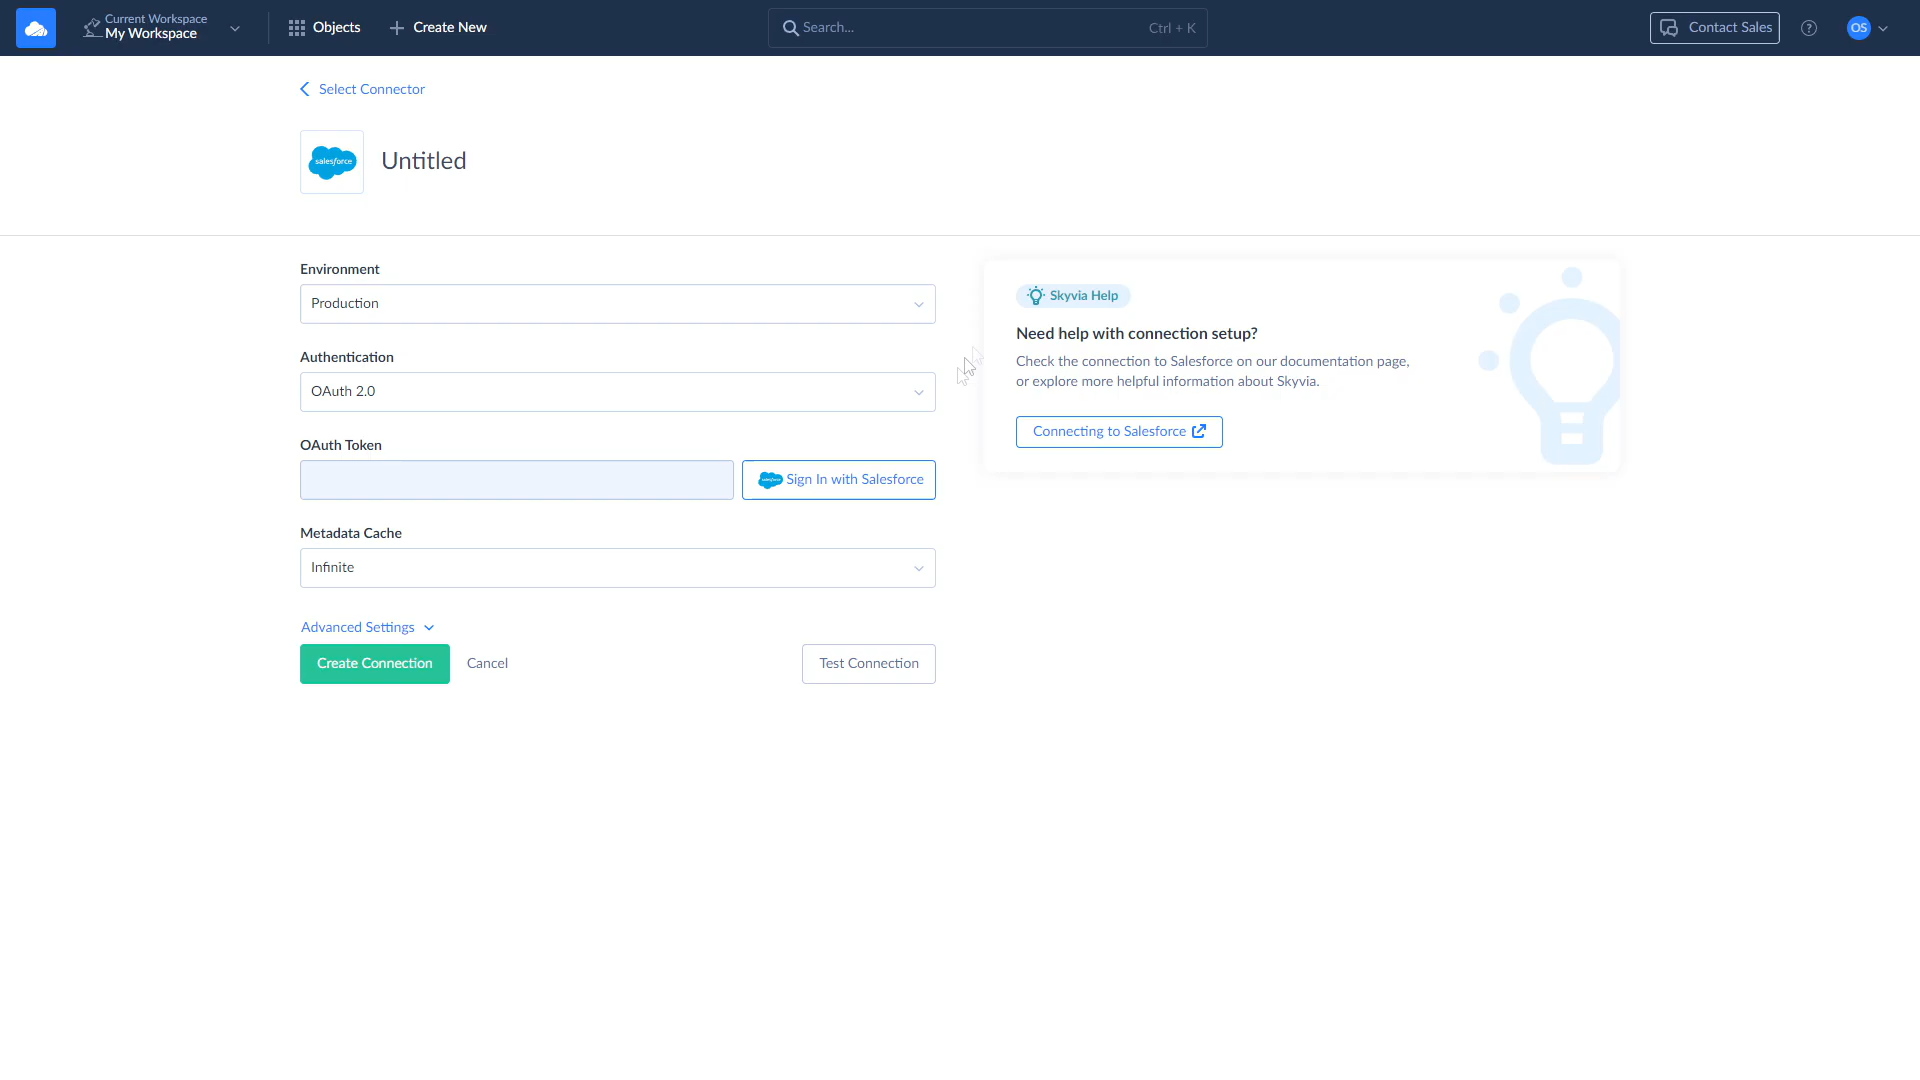 Current Workspace
My Workspace
Objects
Create New
Search...
Ctrl + K
Contact Sales
?
OS
Select Connector
salesforce
Untitled
Environment
Production
Authentication
OAuth 2.0
OAuth Token
Sign In with Salesforce
Metadata Cache
Infinite
Advanced Settings
Create Connection
Cancel
Test Connection
Skyvia Help
Need help with connection setup?
Check the connection to Salesforce on our documentation page,
or explore more helpful information about Skyvia.
Connecting to Salesforce